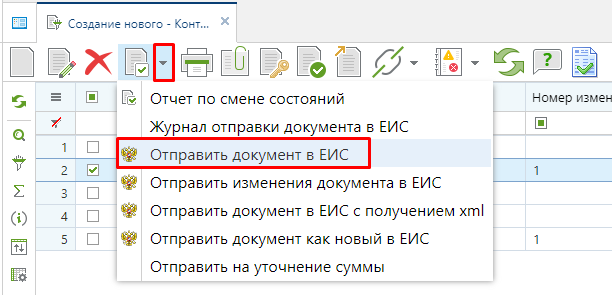 Создание нового - Конт
Отчет по смене состояний
Номер измен
Журнал отправки документа в ЕИС
1
Отправить документ в ЕИС
2
1
Отправить изменения документа в ЕИС
3
Отправить документ в ЕИС с получением xml
4
Отправить документ как новый в ЕИС
5
1
Отправить на уточнение суммы